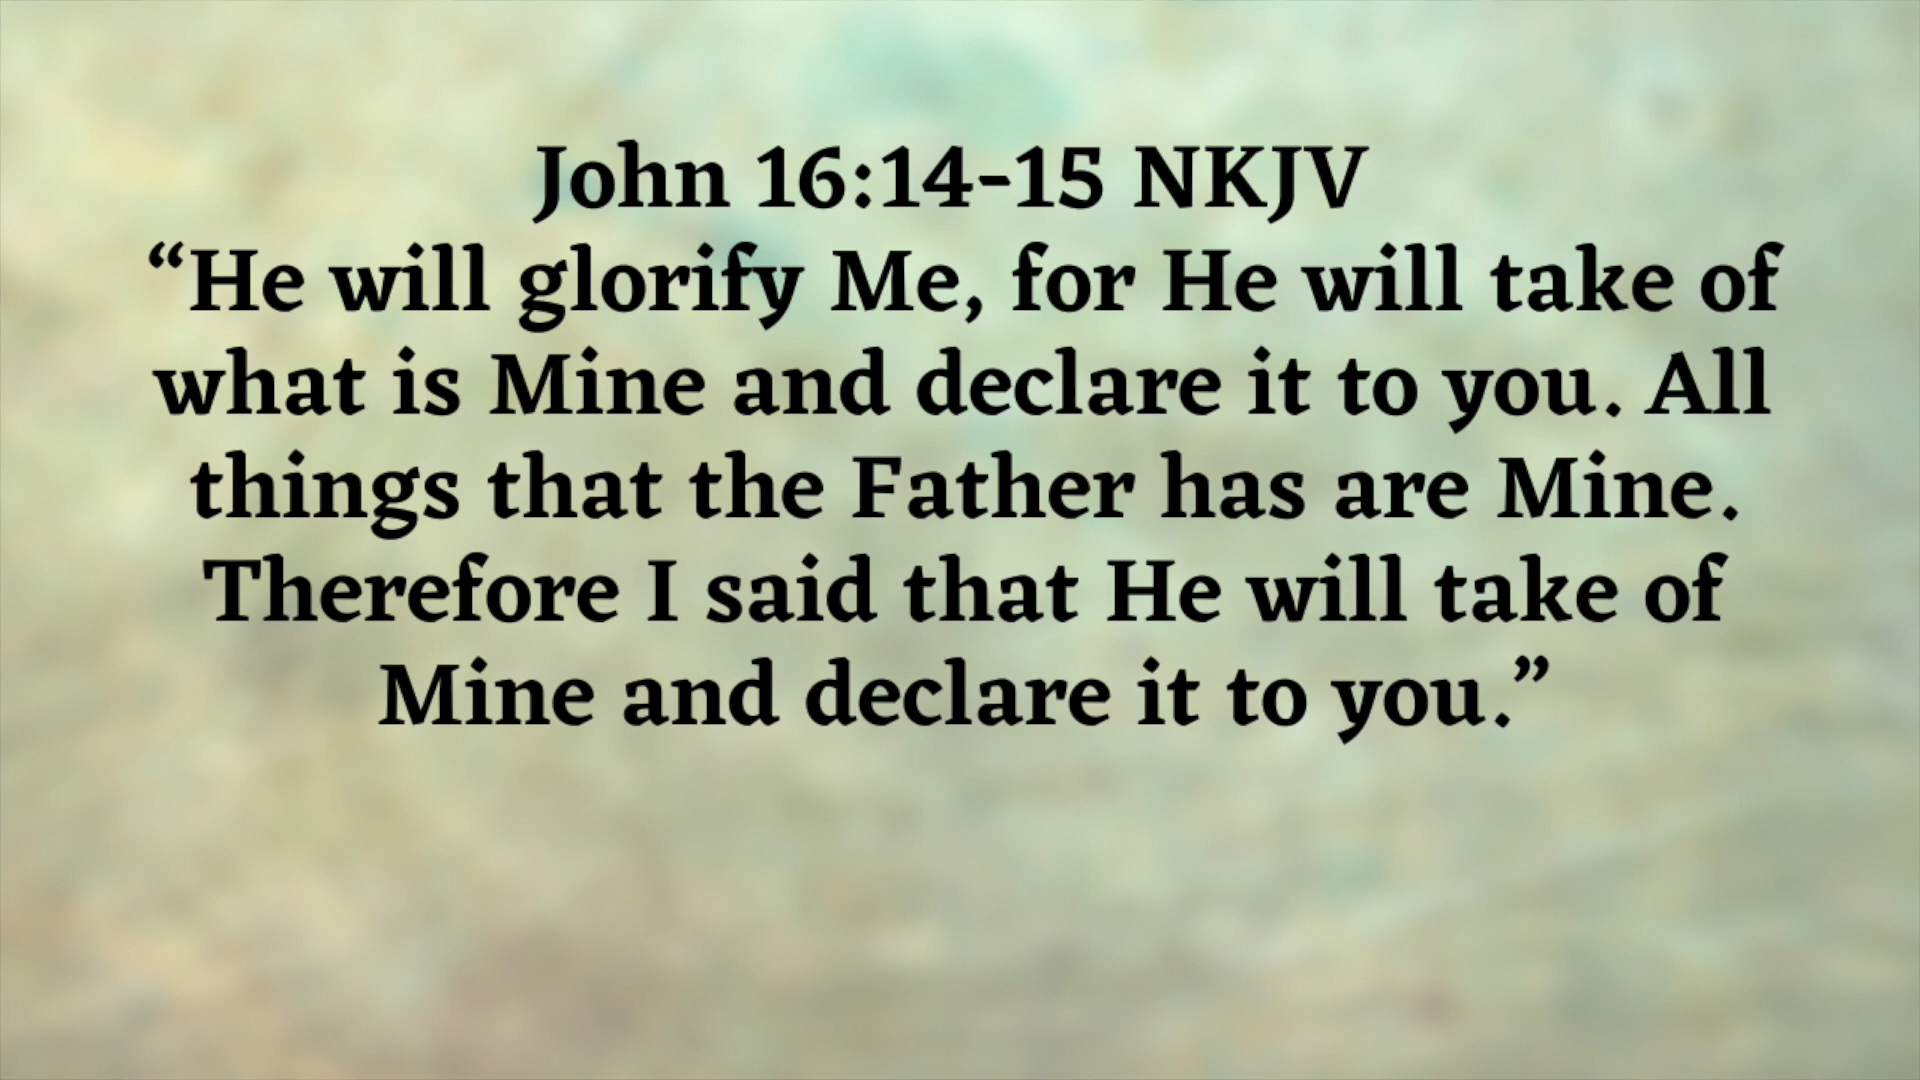 John 16:14-15 NKJV
“He will glorify Me, for He will take of
what is Mine and declare it to you. All
things that the Father has are Mine.
Therefore I said that He will take of
Mine and declare it to you.”